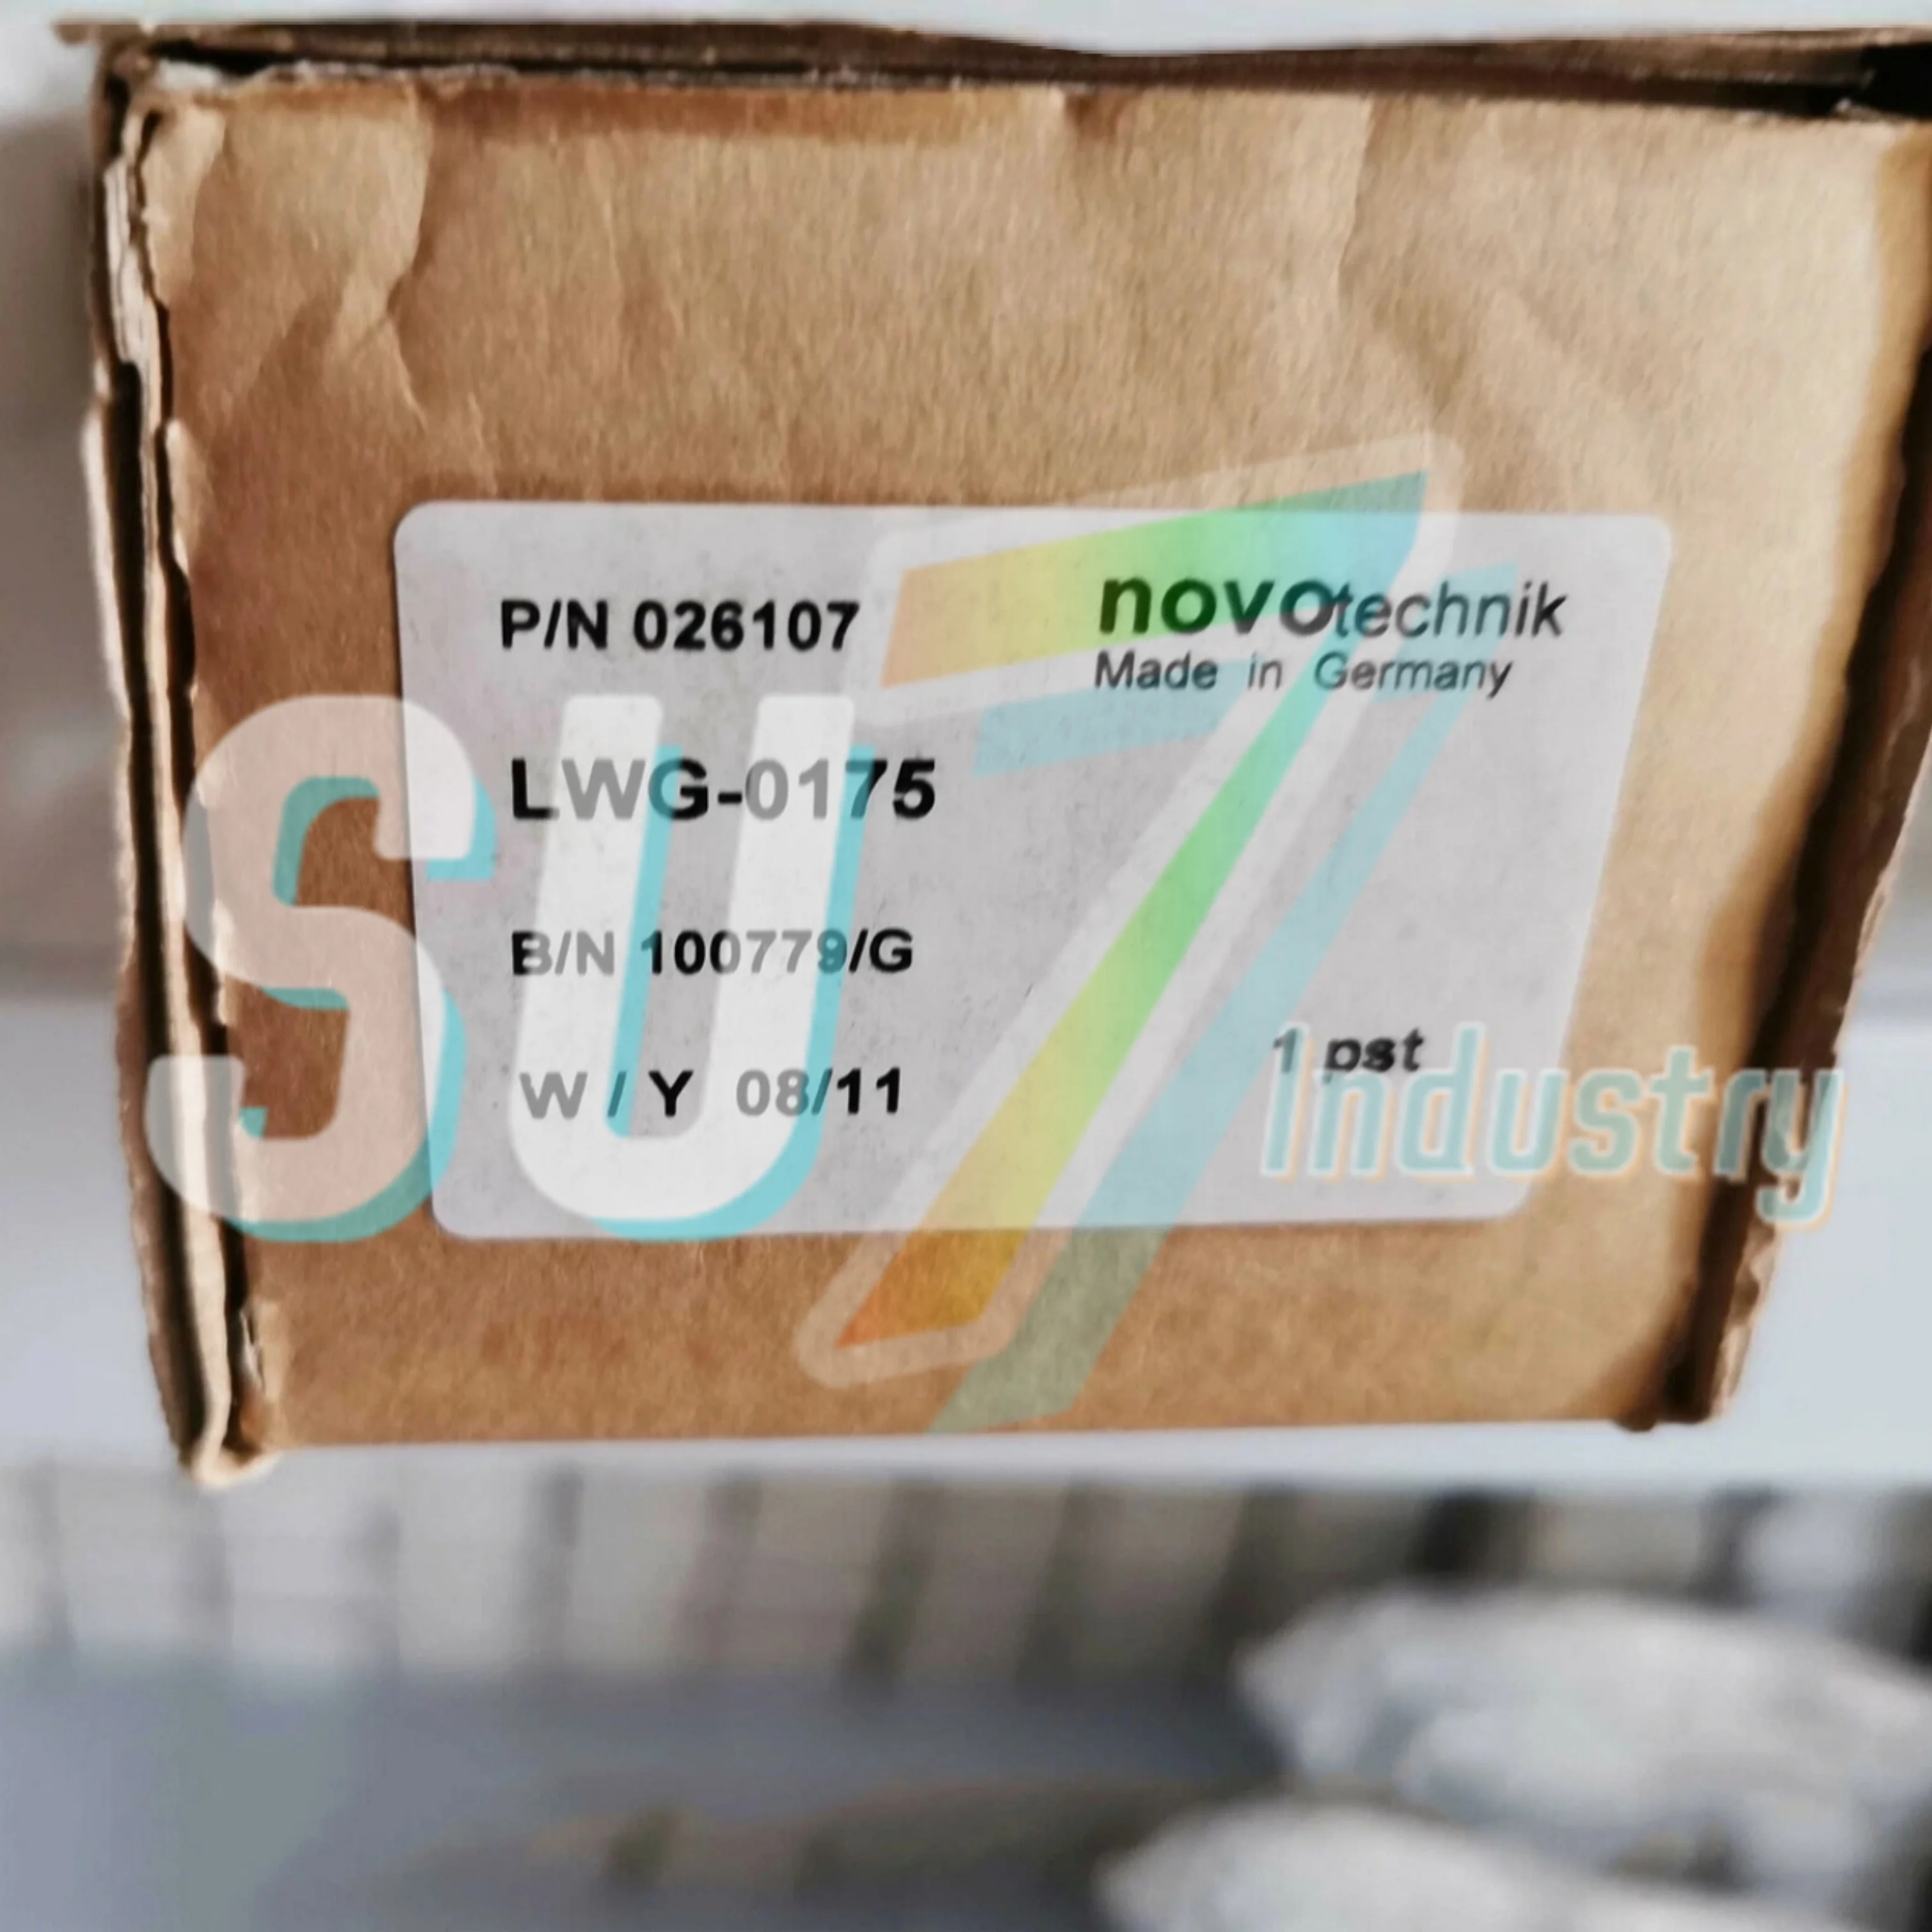 P/N 026107
novotechnik
Made in Germany
LWG-0175
B/N 100779/G
W / Y 08/11
1 pst
SU7
Industry